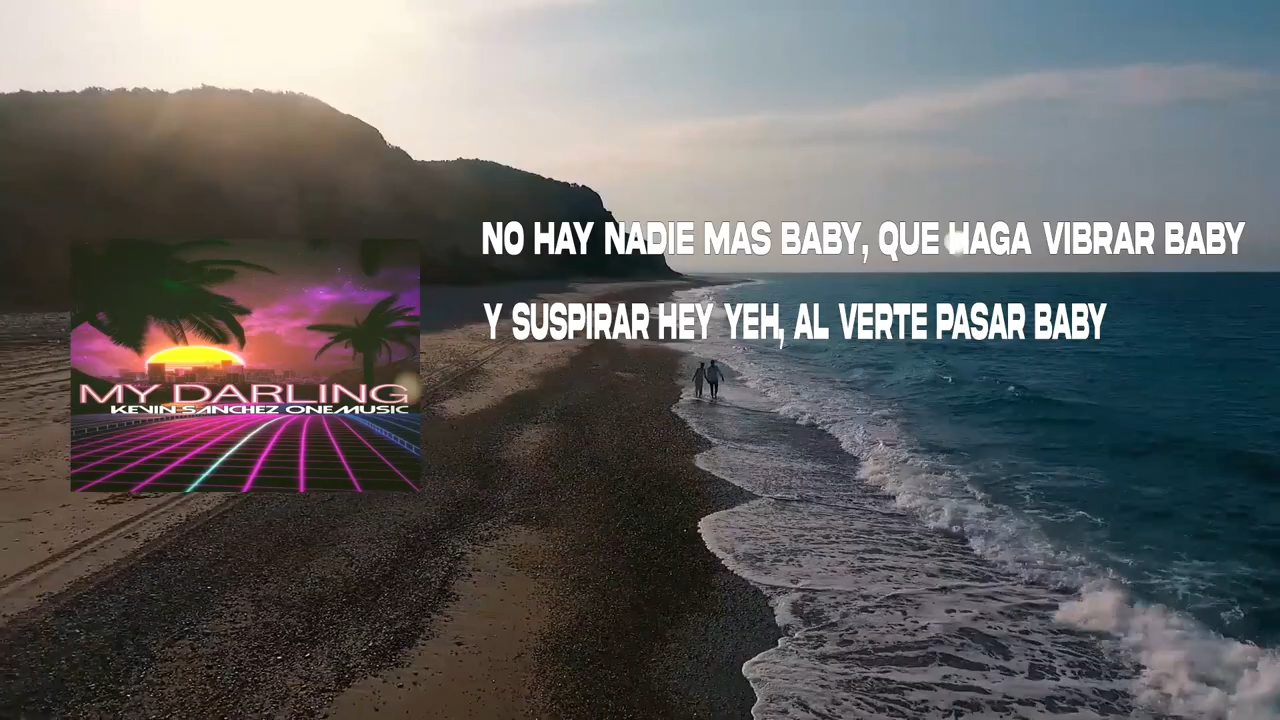 NO HAY NADIE MAS BABY, QUE HAGA VIBRAR BABY
Y SUSPIRAR HEY YEH, AL VERTE PASAR BABY
MY DARLING
KEVIN SANCHEZ ONEMUSIC